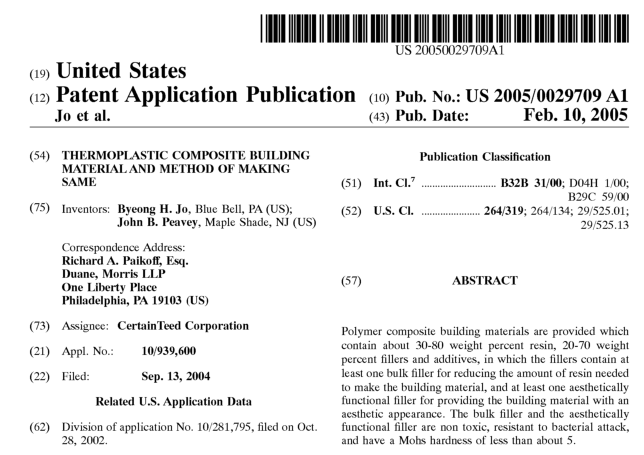 US 20050029709A1
(19) United States
(12) Patent Application Publication
Jo et al.
(10) Pub. No.: US 2005/0029709 A1
(43) Pub. Date: Feb. 10, 2005
(54) THERMOPLASTIC COMPOSITE BUILDING
MATERIAL AND METHOD OF MAKING
SAME
(75) Inventors: Byeong H. Jo, Blue Bell, PA (US);
John B. Peavey, Maple Shade, NJ (US)
Correspondence Address:
Richard A. Paikoff, Esq.
Duane, Morris LLP
One Liberty Place
Philadelphia, PA 19103 (US)
(73) Assignee: CertainTeed Corporation
(21) Appl. No.: 10/939,600
(22) Filed: Sep. 13, 2004
Related U.S. Application Data
(62) Division of application No. 10/281,795, filed on Oct.
28, 2002.
Publication Classification
(51) Int. Cl.7 ........................... B32B 31/00; D04H 1/00;
B29C 59/00
(52) U.S. Cl. ..................... 264/319; 264/134; 29/525.01;
29/525.13
(57) ABSTRACT
Polymer composite building materials are provided which
contain about 30-80 weight percent resin, 20-70 weight
percent fillers and additives, in which the fillers contain at
least one bulk filler for reducing the amount of resin needed
to make the building material, and at least one aesthetically
functional filler for providing the building material with an
aesthetic appearance. The bulk filler and the aesthetically
functional filler are non toxic, resistant to bacterial attack,
and have a Mohs hardness of less than about 5.